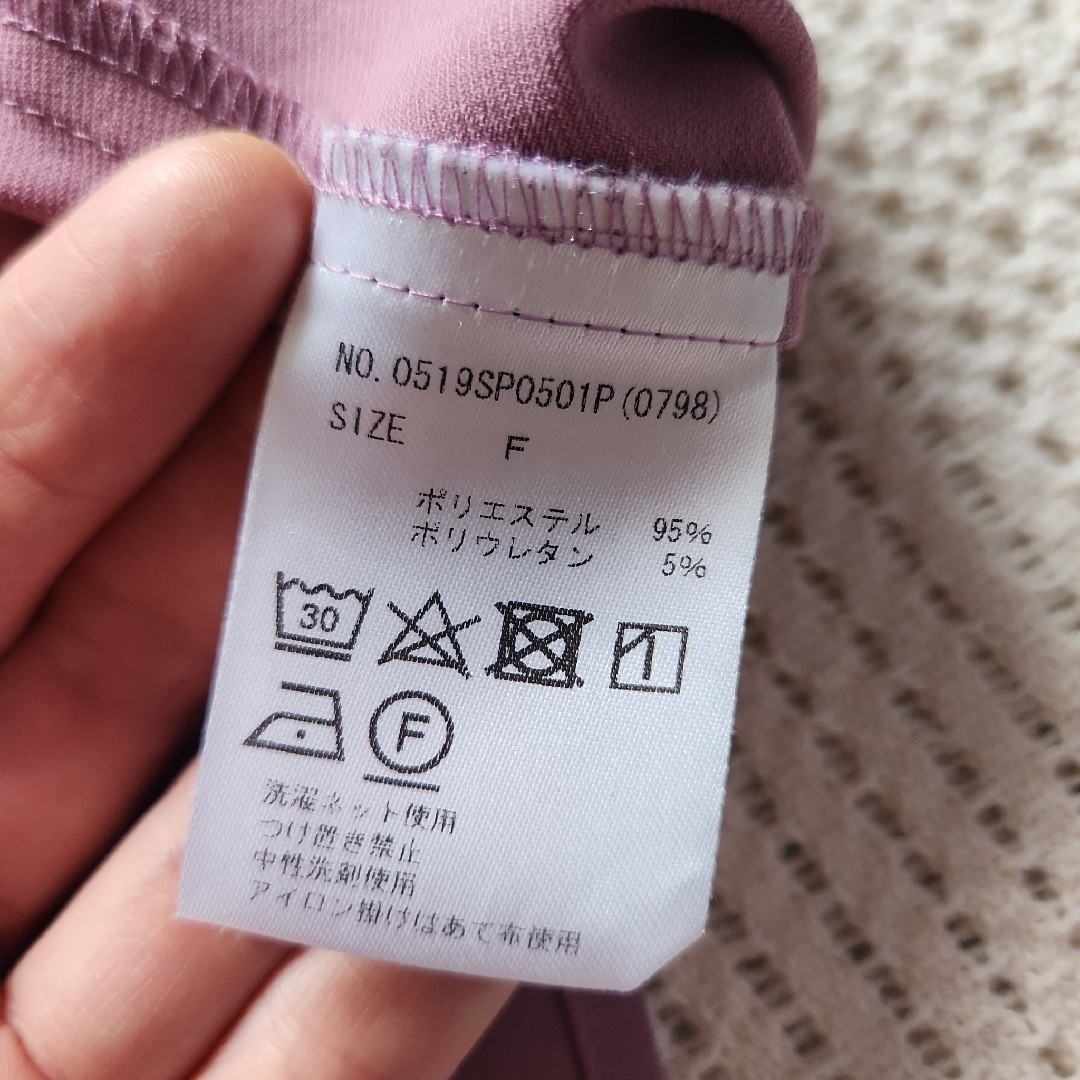 NO. 0519SP0501P(0798)
SIZE F
ポリエステル 95%
ポリウレタン 5%
30
F
洗濯ネット使用
つけ置き禁止
中性洗剤使用
アイロン掛けはあて布使用